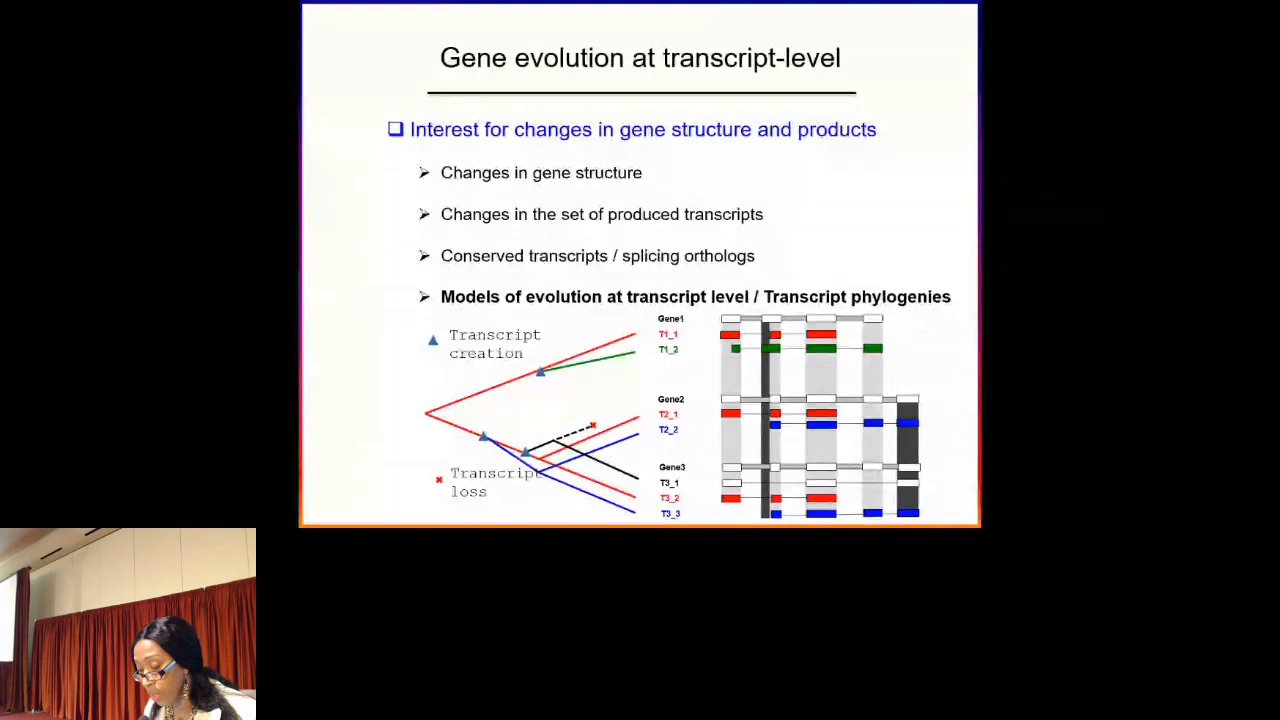 Gene evolution at transcript-level
Interest for changes in gene structure and products
Changes in gene structure
Changes in the set of produced transcripts
Conserved transcripts / splicing orthologs
Models of evolution at transcript level / Transcript phylogenies
Transcript
creation
Transcript
loss
Gene1
T1_1
T1_2
Gene2
T2_1
T2_2
Gene3
T3_1
T3_2
T3_3